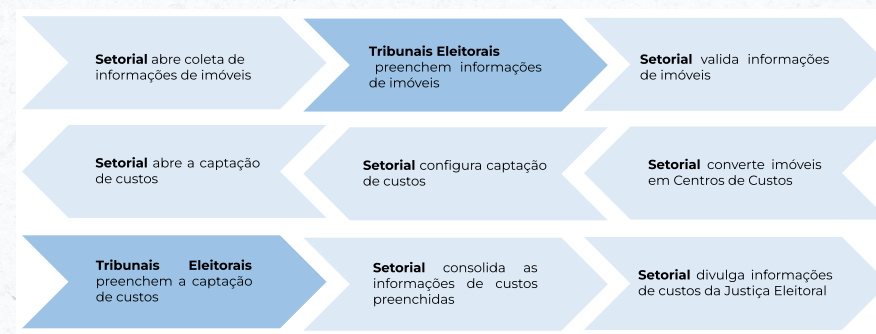 Setorial abre coleta de
informações de imóveis
Tribunais Eleitorais
preenchem informações
de imóveis
Setorial valida informações
de imóveis
Setorial abre a captação
de custos
Setorial configura captação
de custos
Setorial converte imóveis
em Centros de Custos
Tribunais Eleitorais
preenchem a captação
de custos
Setorial consolida as
informações de custos
preenchidas
Setorial divulga informações
de custos da Justiça Eleitoral